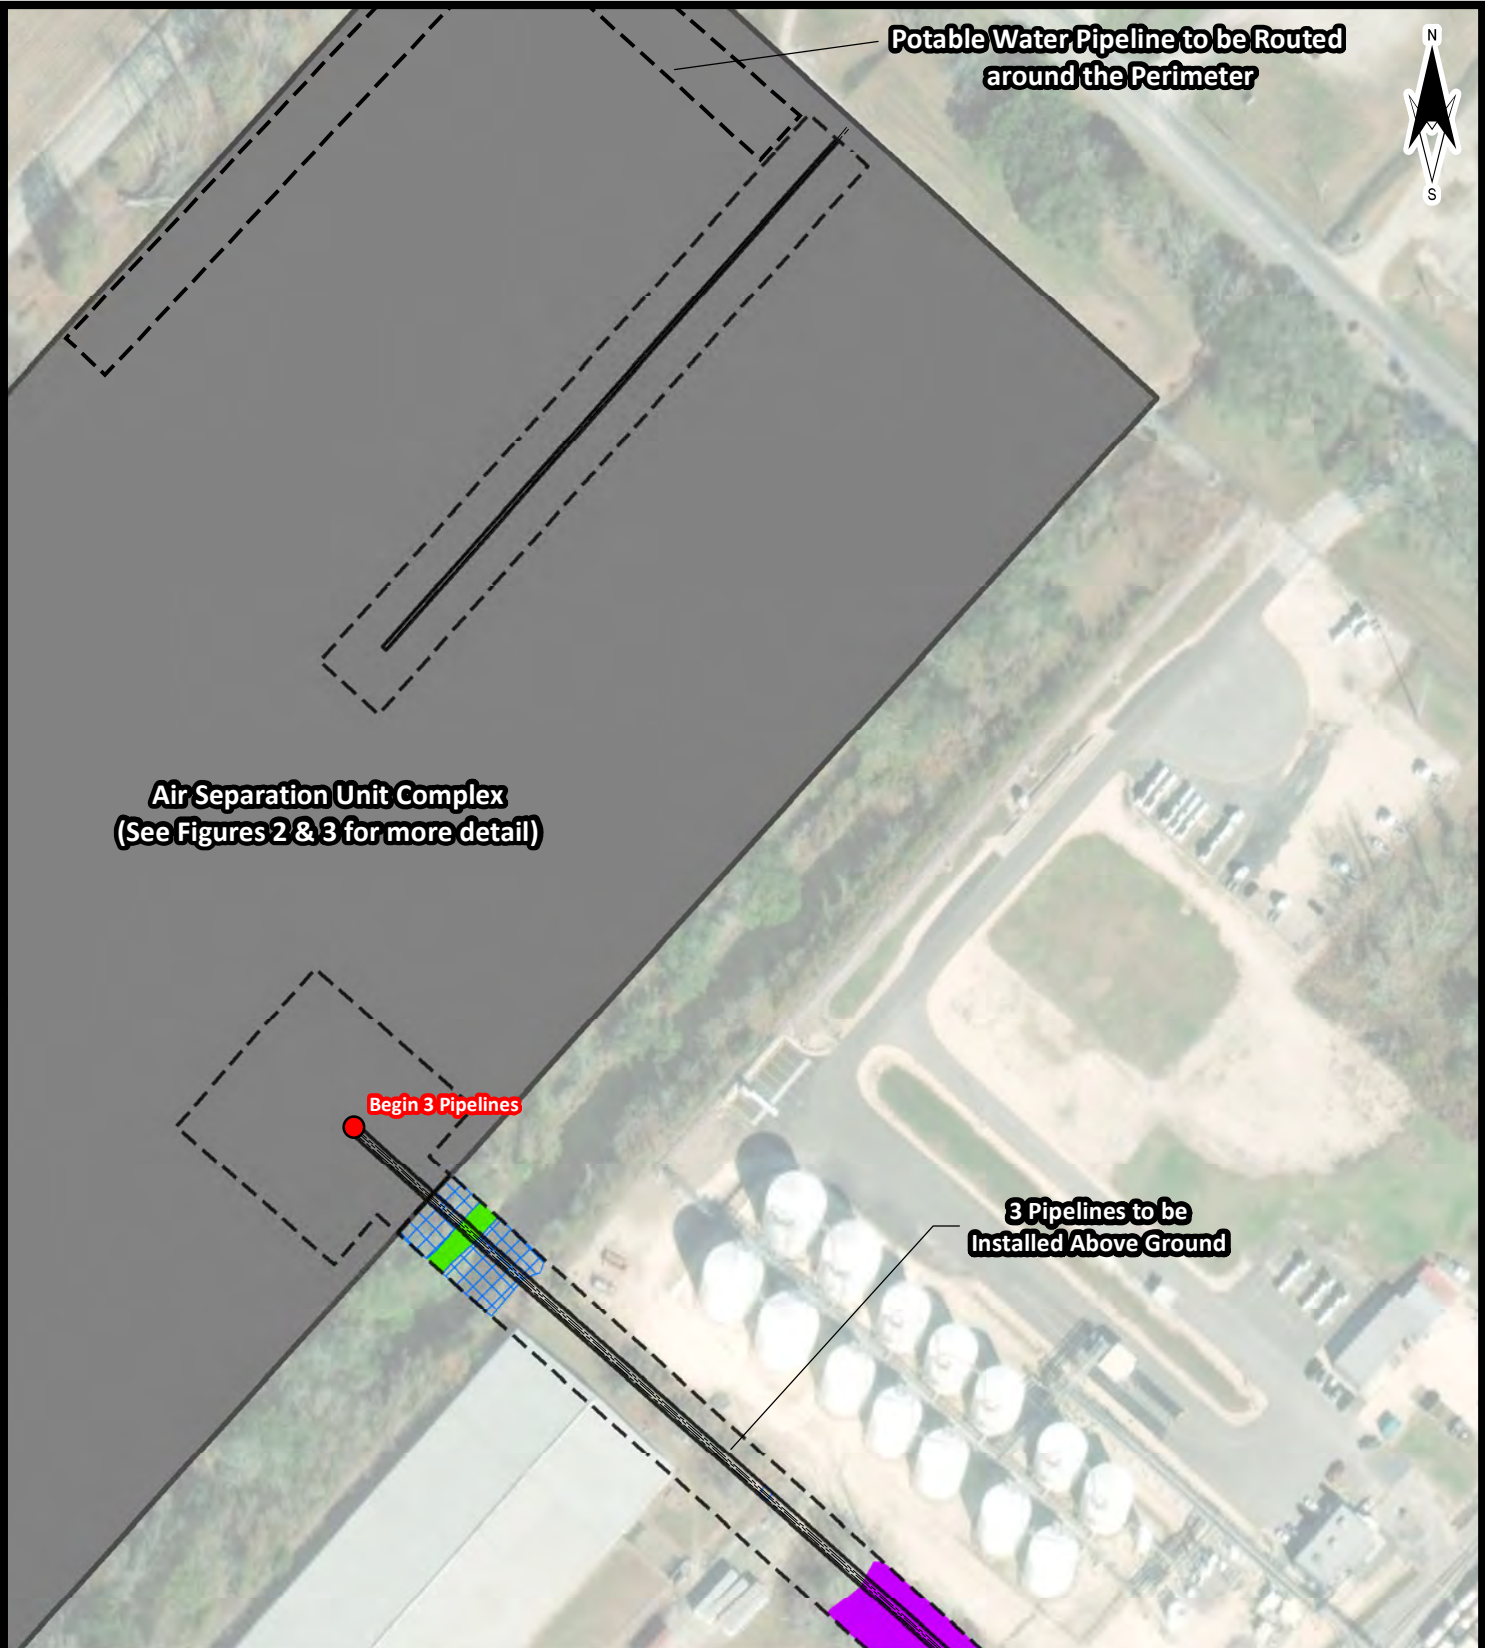 Potable Water Pipeline to be Routed
around the Perimeter
N
S
Air Separation Unit Complex
(See Figures 2 & 3 for more detail)
Begin 3 Pipelines
3 Pipelines to be
Installed Above Ground